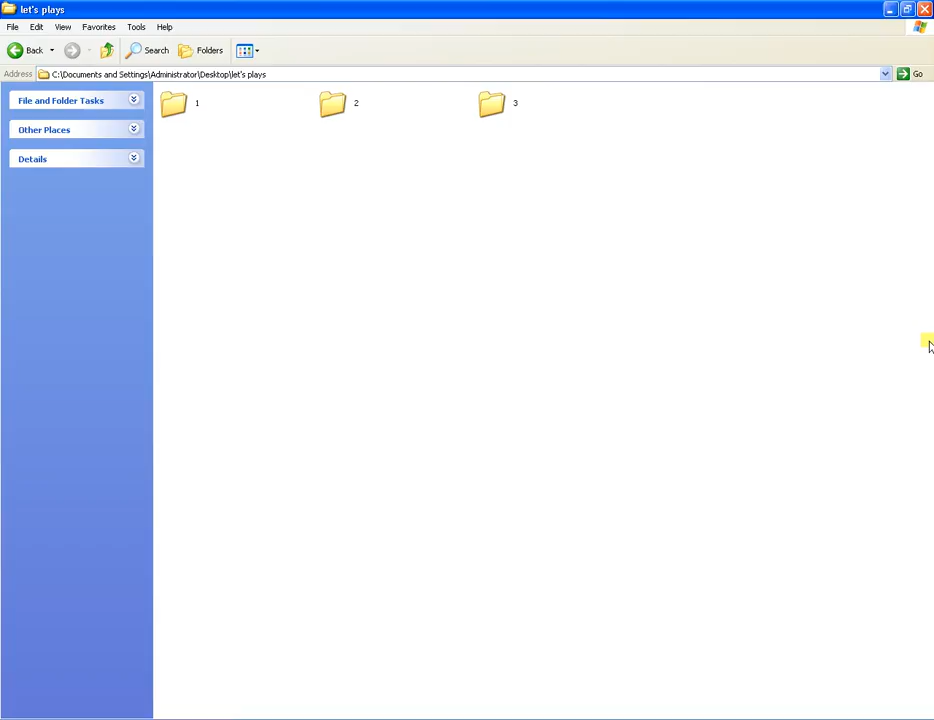 let's plays
File Edit View Favorites Tools Help
Back Search Folders
Address C:\Documents and Settings\Administrator\Desktop\let's plays Go
File and Folder Tasks
Other Places
Details
1 2 3